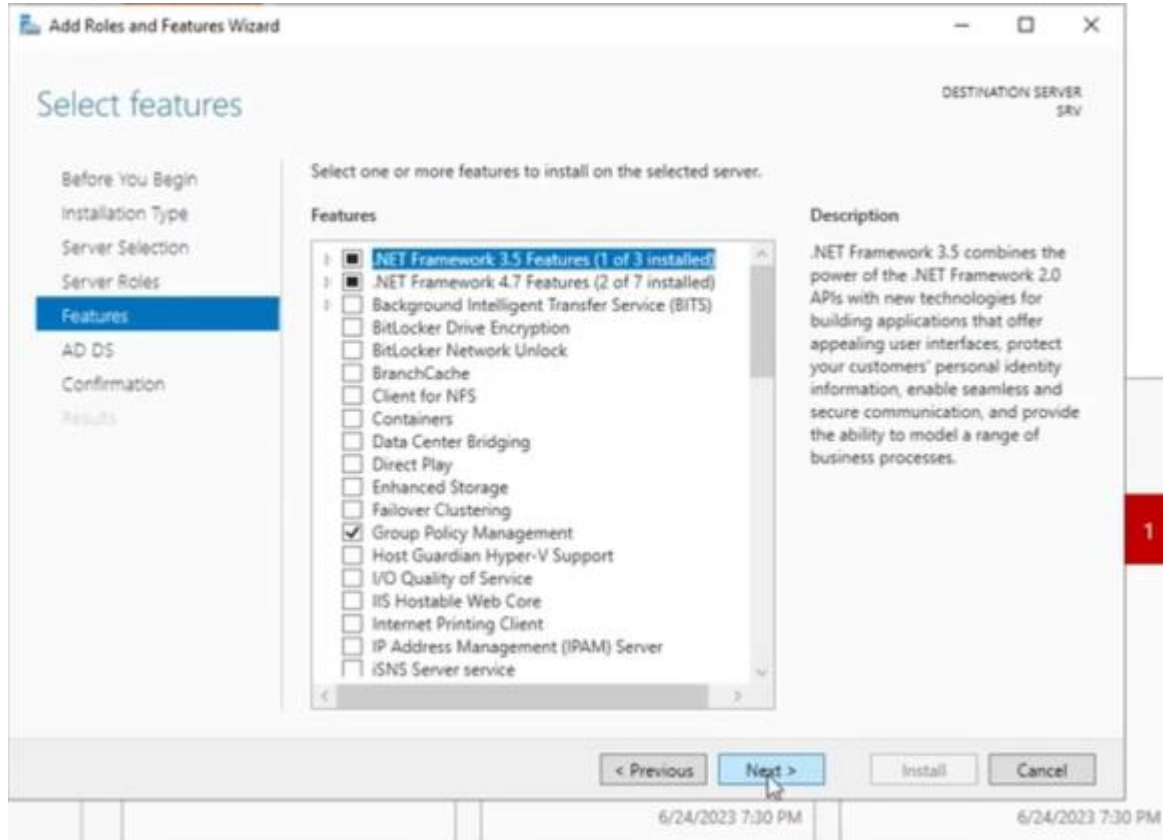 Add Roles and Features Wizard
Select features
DESTINATION SERVER
SRV
Before You Begin
Installation Type
Server Selection
Server Roles
Features
AD DS
Confirmation
Results
Select one or more features to install on the selected server.
Features
.NET Framework 3.5 Features (1 of 3 installed)
.NET Framework 4.7 Features (2 of 7 installed)
Background Intelligent Transfer Service (BITS)
BitLocker Drive Encryption
BitLocker Network Unlock
BranchCache
Client for NFS
Containers
Data Center Bridging
Direct Play
Enhanced Storage
Failover Clustering
Group Policy Management
Host Guardian Hyper-V Support
I/O Quality of Service
IIS Hostable Web Core
Internet Printing Client
IP Address Management (IPAM) Server
iSNS Server service
Description
.NET Framework 3.5 combines the
power of the .NET Framework 2.0
APIs with new technologies for
building applications that offer
appealing user interfaces, protect
your customers' personal identity
information, enable seamless and
secure communication, and provide
the ability to model a range of
business processes.
1
< Previous
Next >
Install
Cancel
6/24/2023 7:30 PM
6/24/2023 7:30 PM